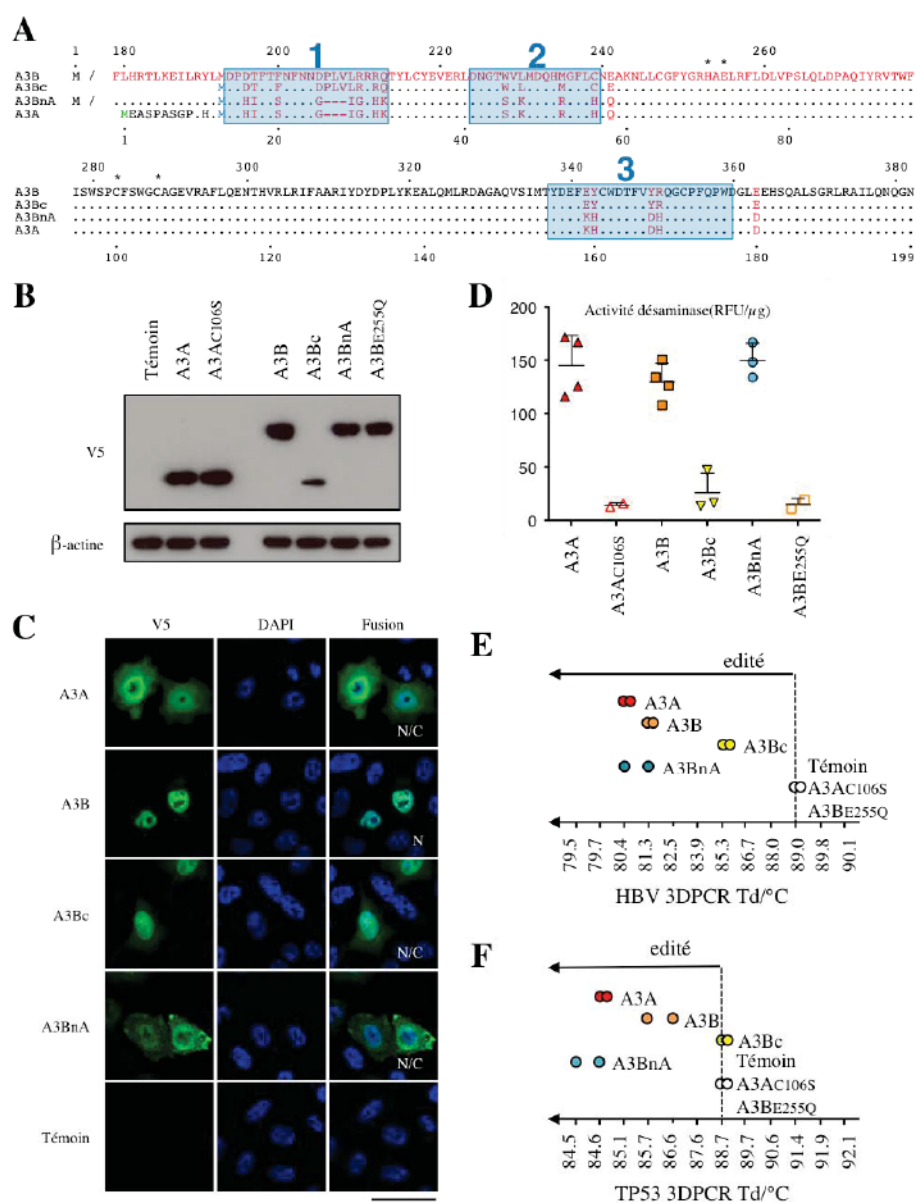 A
1 180 200 1 220 2 240 260
A3B M / FLHRTLKEILRYLMDPDTFTFNFNNDPLVLRRRQTYLCYEVERLDNGTWVLMDQHMGFLCNEAKNLLCGFYGRHAELRFLDLVPSLQLDPAQIYRVTWF
A3Bc M..DT..F....DPLVL.RR.Q..............W.L....M...C.E
A3BnA M / .............M..HI..S....G---IG.HK..............S.K....R...H.Q
A3A MEASPASGP.H.M..HI..S....G---IG.HK..............S.K....R...H.Q
1 20 40 60 80
280 * * 300 320 340 3 360 380
A3B ISWSPCFSWGCAGEVRAFLQENTHVRLRIFAARIYDYDPLYKEALQMLRDAGAQVSIMTYDEFEYCWDTFVYRQGCPFQPWDGLEEHSQALSGRLRAILQNQGN
A3Bc EY......YR............E
A3BnA KH......DH............D
A3A KH......DH............D
100 120 140 160 180 199
B
Témoin A3A A3AC106S A3B A3Bc A3BnA A3BE255Q
V5
β-actine
D
Activité désaminase(RFU/µg)
200
150
100
50
0
A3A A3AC106S A3B A3Bc A3BnA A3BE255Q
C
V5 DAPI Fusion
A3A N/C
A3B N
A3Bc N/C
A3BnA N/C
Témoin
E
edité
A3A
A3B
A3Bc
A3BnA Témoin
A3AC106S
A3BE255Q
79.5 79.7 80.4 81.3 82.5 83.9 85.3 86.7 88.0 89.0 89.8 90.1
HBV 3DPCR Td/°C
F
edité
A3A
A3B
A3Bc
A3BnA Témoin
A3AC106S
A3BE255Q
84.5 84.6 85.1 85.7 86.6 88.7 90.0 91.4 91.9 92.1
TP53 3DPCR Td/°C